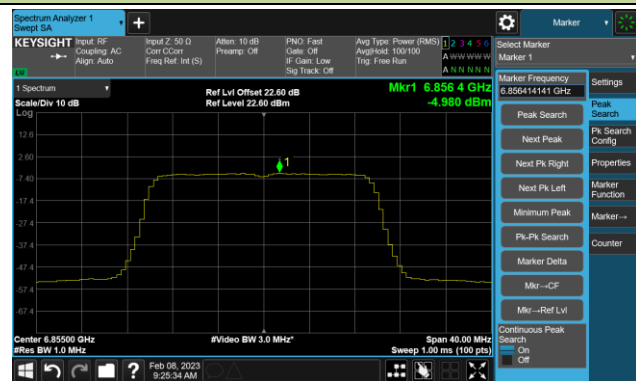 Spectrum Analyzer 1
Swept SA
Marker
KEYSIGHT
Input: RF
Coupling: AC
Align: Auto
Input Z: 50 Ω
Corr CCorr
Freq Ref: Int (S)
Atten: 10 dB
Preamp: Off
PNO: Fast
Gate: Off
IF Gain: Low
Sig Track: Off
Avg Type: Power (RMS)
Avg|Hold: 100/100
Trig: Free Run
1 2 3 4 5 6
A W W W W W
A N N N N N
Select Marker
Marker 1
LW
1 Spectrum
Scale/Div 10 dB
Log
Ref Lvl Offset 22.60 dB
Ref Level 22.60 dBm
Mkr1 6.856 4 GHz
-4.980 dBm
12.6
2.60
-7.40
-17.4
-27.4
-37.4
-47.4
-57.4
-67.4
1
Center 6.85500 GHz
#Res BW 1.0 MHz
#Video BW 3.0 MHz*
Span 40.00 MHz
Sweep 1.00 ms (100 pts)
Marker Frequency
6.856414141 GHz
Peak Search
Next Peak
Next Pk Right
Next Pk Left
Minimum Peak
Pk-Pk Search
Marker Delta
Mkr→CF
Mkr→Ref Lvl
Continuous Peak
Search
On
Off
Settings
Peak
Search
Pk Search
Config
Properties
Marker
Function
Marker→
Counter
?
Feb 08, 2023
9:25:34 AM